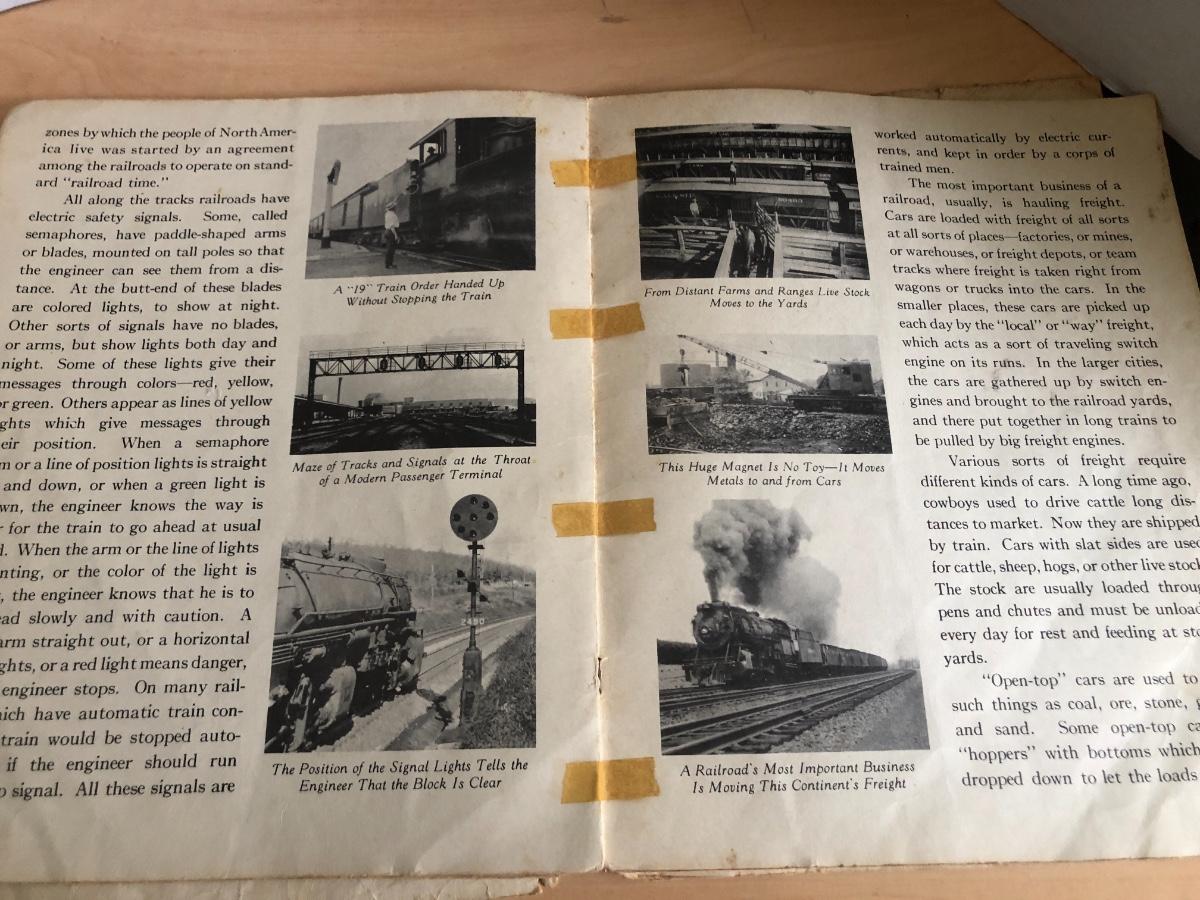 zones by which the people of North Amer-
ica live was started by an agreement
among the railroads to operate on stand-
ard "railroad time."
All along the tracks railroads have
electric safety signals. Some, called
semaphores, have paddle-shaped arms
or blades, mounted on tall poles so that
the engineer can see them from a dis-
tance. At the butt-end of these blades
are colored lights, to show at night.
Other sorts of signals have no blades,
or arms, but show lights both day and
night. Some of these lights give their
messages through colors—red, yellow,
or green. Others appear as lines of yellow
ghts which give messages through
eir position. When a semaphore
m or a line of position lights is straight
and down, or when a green light is
wn, the engineer knows the way is
for the train to go ahead at usual
. When the arm or the line of lights
nting, or the color of the light is
, the engineer knows that he is to
ead slowly and with caution. A
arm straight out, or a horizontal
ghts, or a red light means danger,
engineer stops. On many rail-
ich have automatic train con-
train would be stopped auto-
if the engineer should run
signal. All these signals are
A "19" Train Order Handed Up
Without Stopping the Train
Maze of Tracks and Signals at the Throat
of a Modern Passenger Terminal
2480
The Position of the Signal Lights Tells the
Engineer That the Block Is Clear
From Distant Farms and Ranges Live Stock
Moves to the Yards
This Huge Magnet Is No Toy—It Moves
Metals to and from Cars
A Railroad's Most Important Business
Is Moving This Continent's Freight
worked automatically by electric cur-
rents, and kept in order by a corps of
trained men.
The most important business of a
railroad, usually, is hauling freight.
Cars are loaded with freight of all sorts
at all sorts of places—factories, or mines,
or warehouses, or freight depots, or team
tracks where freight is taken right from
wagons or trucks into the cars. In the
smaller places, these cars are picked up
each day by the "local" or "way" freight,
which acts as a sort of traveling switch
engine on its runs. In the larger cities,
the cars are gathered up by switch en-
gines and brought to the railroad yards,
and there put together in long trains to
be pulled by big freight engines.
Various sorts of freight require
different kinds of cars. A long time ago,
cowboys used to drive cattle long dis-
tances to market. Now they are shipped
by train. Cars with slat sides are used
for cattle, sheep, hogs, or other live stock
The stock are usually loaded throug
pens and chutes and must be unload
every day for rest and feeding at sto
yards.
"Open-top" cars are used to
such things as coal, ore, stone, g
and sand. Some open-top ca
"hoppers" with bottoms which
dropped down to let the loads